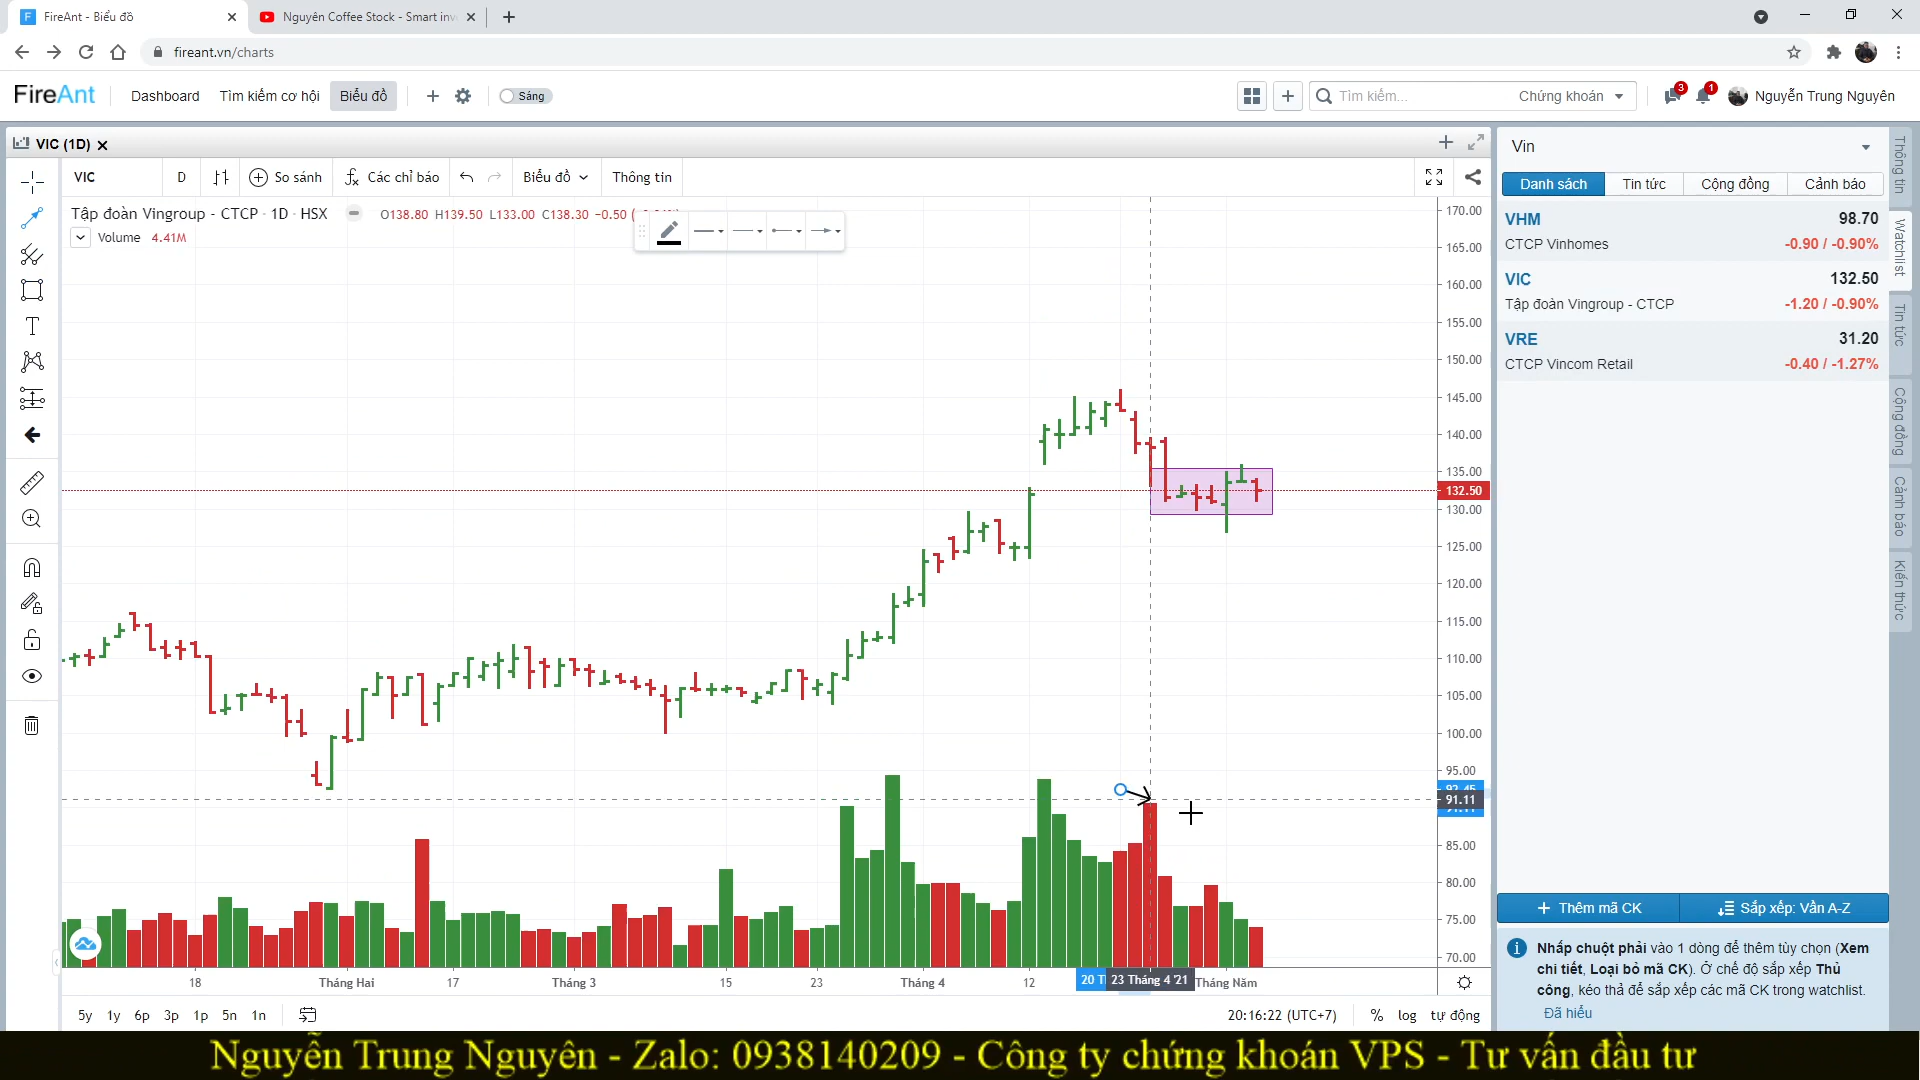 FireAnt - Biểu đồ
Nguyên Coffee Stock - Smart inv
fireant.vn/charts
FireAnt
Dashboard
Tìm kiếm cơ hội
Biểu đồ
Sáng
Tìm kiếm...
Chứng khoán
3
1
Nguyễn Trung Nguyên
VIC (1D)
VIC
D
So sánh
Các chỉ báo
Biểu đồ
Thông tin
Tập đoàn Vingroup - CTCP · 1D · HSX
O138.80 H139.50 L133.00 C138.30 -0.50
Volume 4.41M
170.00
165.00
160.00
155.00
150.00
145.00
140.00
135.00
132.50
130.00
125.00
120.00
115.00
110.00
105.00
100.00
95.00
91.11
85.00
80.00
75.00
70.00
18
Tháng Hai
17
Tháng 3
15
23
Tháng 4
12
20 T
23 Tháng 4 '21
Tháng Năm
5y
1y
6p
3p
1p
5n
1n
20:16:22 (UTC+7)
%
log
tự động
Vin
Danh sách
Tin tức
Cộng đồng
Cảnh báo
VHM
98.70
CTCP Vinhomes
-0.90 / -0.90%
VIC
132.50
Tập đoàn Vingroup - CTCP
-1.20 / -0.90%
VRE
31.20
CTCP Vincom Retail
-0.40 / -1.27%
Thêm mã CK
Sắp xếp: Vần A-Z
Nhấp chuột phải vào 1 dòng để thêm tùy chọn (Xem
chi tiết, Loại bỏ mã CK). Ở chế độ sắp xếp Thủ
công, kéo thả để sắp xếp các mã CK trong watchlist.
Đã hiểu
Thông tin
Watchlist
Tin tức
Cộng đồng
Cảnh báo
Kiến thức
Nguyễn Trung Nguyên - Zalo: 0938140209 - Công ty chứng khoán VPS - Tư vấn đầu tư